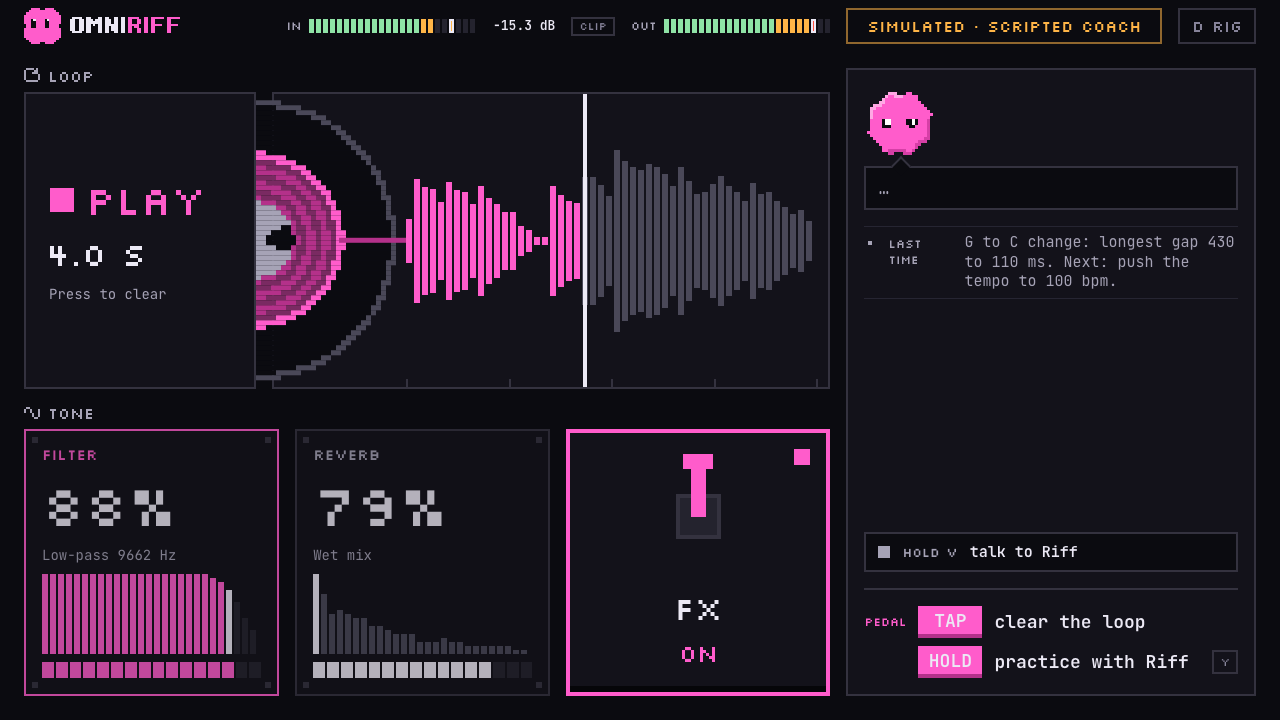 OMNIRIFF
IN
-15.3 dB
CLIP
OUT
SIMULATED · SCRIPTED COACH
D RIG
LOOP
PLAY
4.0 S
Press to clear
…
LAST TIME
G to C change: longest gap 430
to 110 ms. Next: push the
tempo to 100 bpm.
TONE
FILTER
88%
Low-pass 9662 Hz
REVERB
79%
Wet mix
FX
ON
HOLD V talk to Riff
PEDAL
TAP clear the loop
HOLD practice with Riff
Y